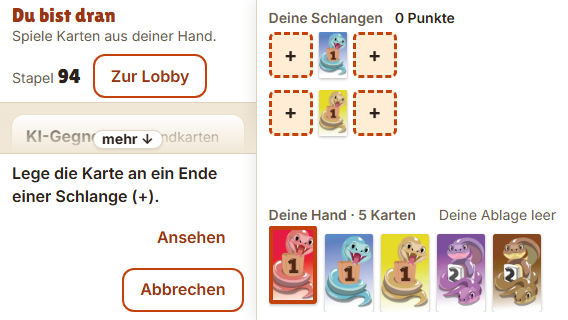 Du bist dran
Spiele Karten aus deiner Hand.
Stapel 94
Zur Lobby
KI-Gegn
mehr ↓
ndkarten
Lege die Karte an ein Ende
einer Schlange (+).
Ansehen
Abbrechen
Deine Schlangen 0 Punkte
+ 1 +
+ 1 +
Deine Hand · 5 Karten
Deine Ablage leer
1 1 1 2 2